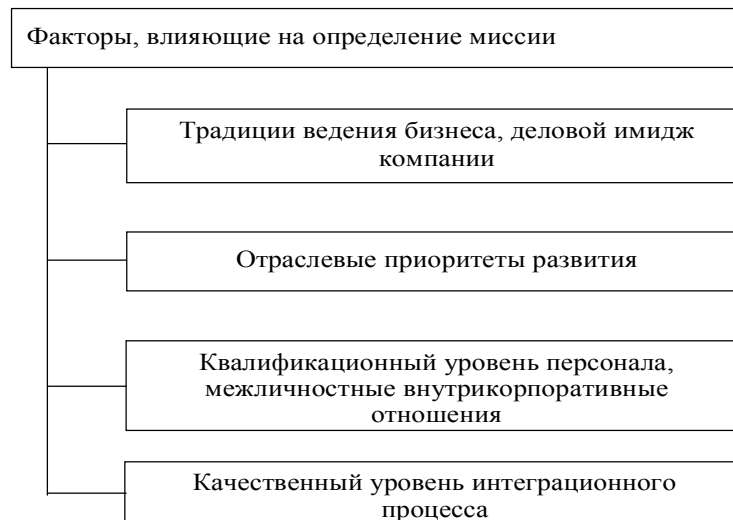 Факторы, влияющие на определение миссии
Традиции ведения бизнеса, деловой имидж
компании
Отраслевые приоритеты развития
Квалификационный уровень персонала,
межличностные внутрикорпоративные
отношения
Качественный уровень интеграционного
процесса